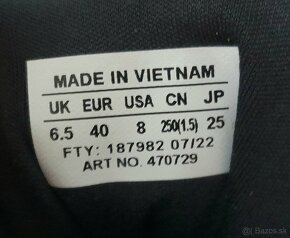 MADE IN VIETNAM
UK EUR USA CN JP
6.5 40 8 250(1.5) 25
FTY: 187982 07/22
ART NO. 470729
Bazos.sk